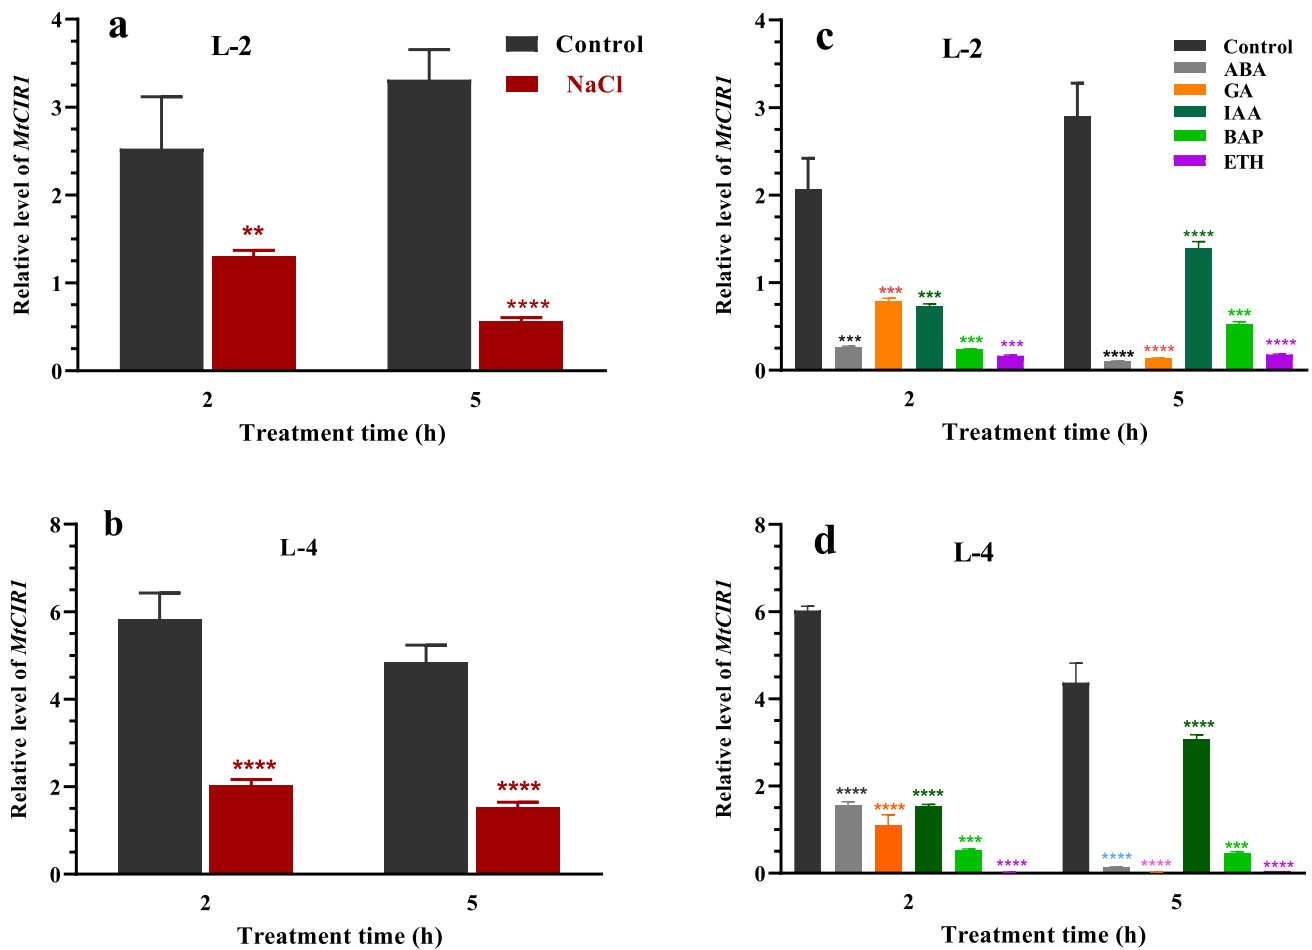 a
L-2
Control
NaCl
Relative level of MtCIR1
4
3
2
1
0
**
****
2
5
Treatment time (h)
c
L-2
Control
ABA
GA
IAA
BAP
ETH
Relative level of MtCIR1
4
3
2
1
0
***
***
***
***
***
****
****
****
***
****
2
5
Treatment time (h)
b
L-4
Relative level of MtCIR1
8
6
4
2
0
****
****
2
5
Treatment time (h)
d
L-4
Relative level of MtCIR1
8
6
4
2
0
****
****
****
***
****
****
****
****
***
****
2
5
Treatment time (h)